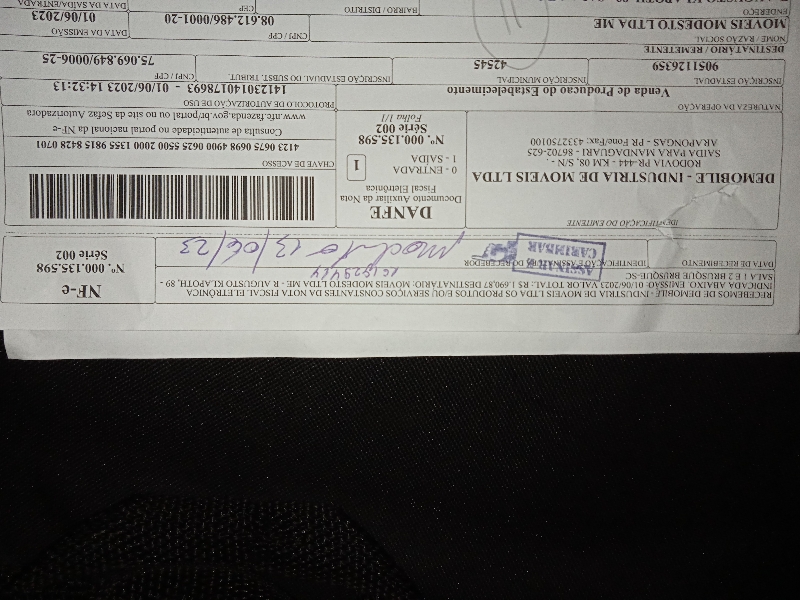 RECEBEMOS DE DEMOBILE - INDUSTRIA DE MOVEIS LTDA OS PRODUTOS E/OU SERVIÇOS CONSTANTES DA NOTA FISCAL ELETRÔNICA
INDICADA ABAIXO. EMISSÃO: 01/06/2023 VALOR TOTAL: R$ 1.690,87 DESTINATÁRIO: MOVEIS MODESTO LTDA ME - R AUGUSTO KLAPOTH, 89 -
SALA 1 E 2 BRUSQUE BRUSQUE-SC
NF-e
Nº. 000.135.598
Série 002
DATA DE RECEBIMENTO
IDENTIFICAÇÃO E ASSINATURA DO RECEBEDOR
ASSINAR
CARIMBAR
13/06/23
IDENTIFICAÇÃO DO EMITENTE
DEMOBILE - INDUSTRIA DE MOVEIS LTDA
RODOVIA PR-444 - KM 08, S/N - .
SAIDA PARA MANDAGUARI - 86702-625
ARAPONGAS - PR Fone/Fax: 4332750100
DANFE
Documento Auxiliar da Nota
Fiscal Eletrônica
0 - ENTRADA
1 - SAÍDA
1
Nº. 000.135.598
Série 002
Folha 1/1
CHAVE DE ACESSO
4123 0675 0698 4900 0625 5500 2000 1355 9815 8428 0701
Consulta de autenticidade no portal nacional da NF-e
www.nfe.fazenda.gov.br/portal ou no site da Sefaz Autorizadora
NATUREZA DA OPERAÇÃO
Venda de Producao do Estabelecimento
PROTOCOLO DE AUTORIZAÇÃO DE USO
141230140178693 - 01/06/2023 14:32:13
INSCRIÇÃO ESTADUAL
9051126359
INSCRIÇÃO MUNICIPAL
42545
INSCRIÇÃO ESTADUAL DO SUBST. TRIBUT.
CNPJ / CPF
75.069.849/0006-25
DESTINATÁRIO / REMETENTE
NOME / RAZÃO SOCIAL
MOVEIS MODESTO LTDA ME
CNPJ / CPF
08.612.486/0001-20
DATA DA EMISSÃO
01/06/2023
ENDEREÇO
BAIRRO / DISTRITO
CEP
DATA DA SAÍDA/ENTRADA